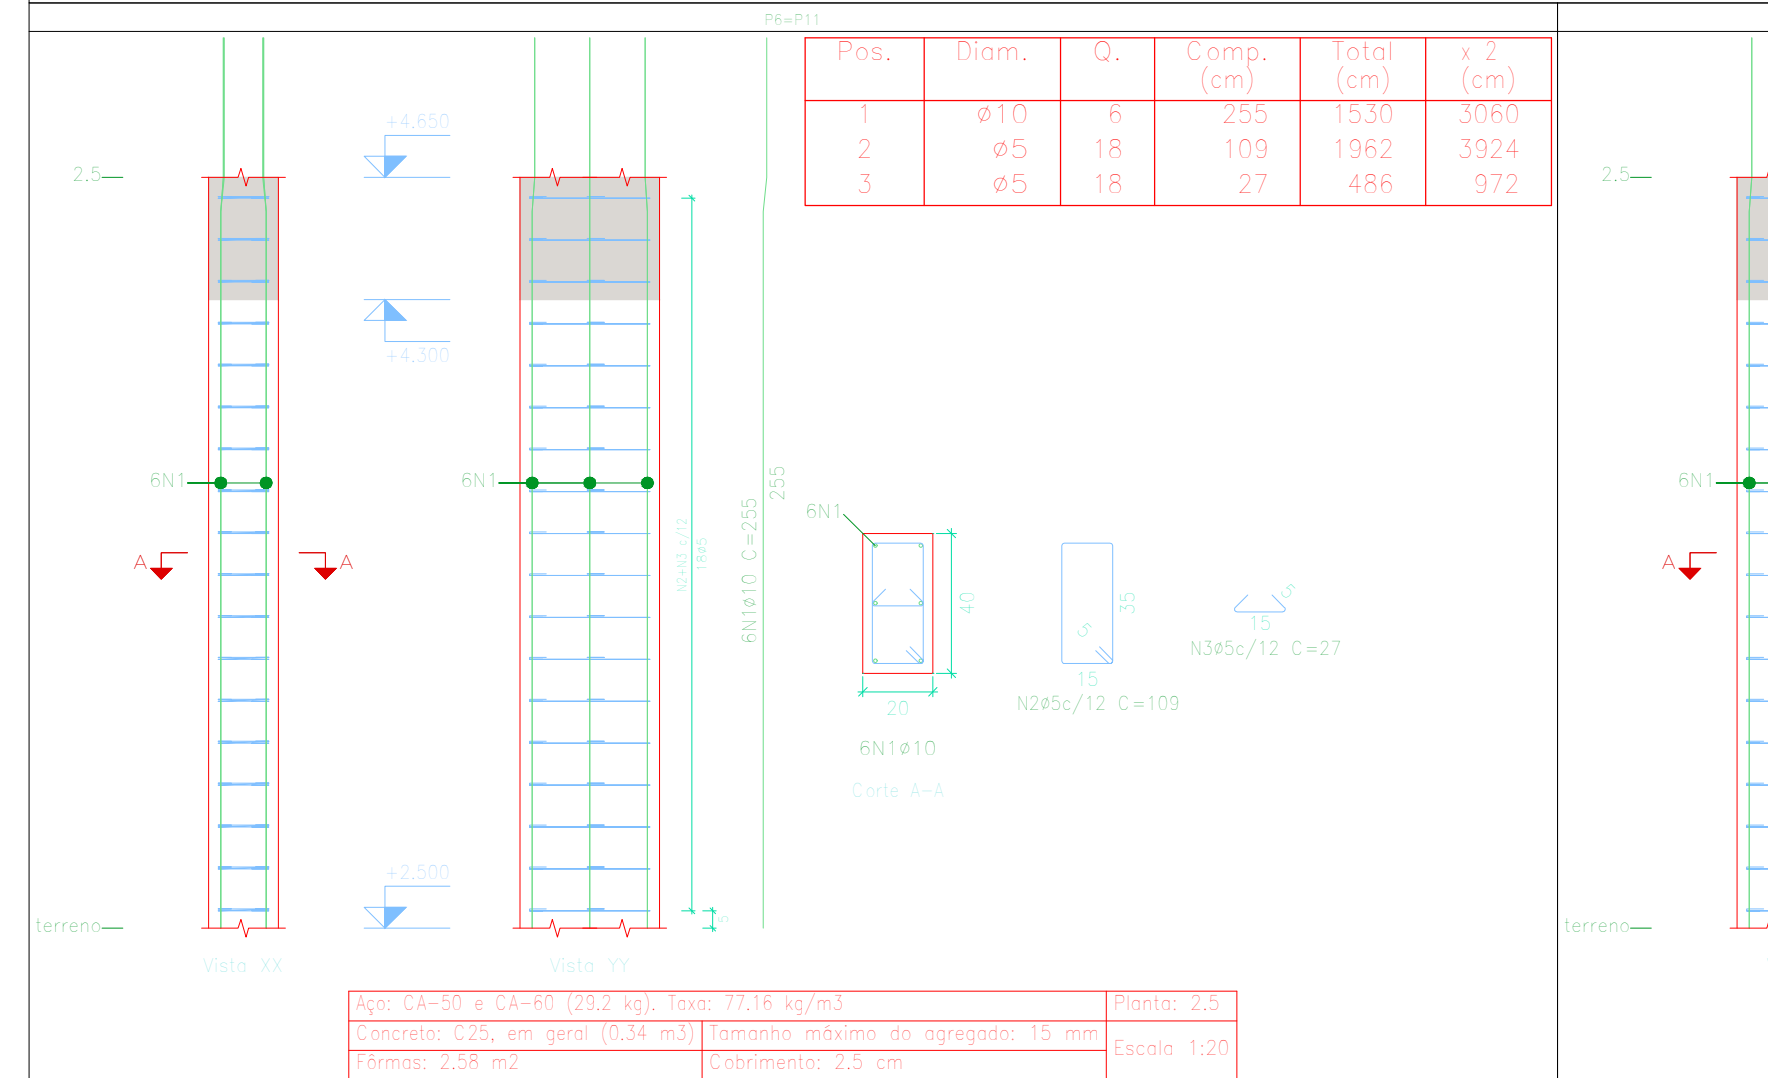 P6=P11
Pos. Diam. Q. Comp. (cm) Total (cm) x 2 (cm)
1 ø10 6 255 1530 3060
2 ø5 18 109 1962 3924
3 ø5 18 27 486 972
+4.650
2.5
2.5
+4.300
6N1
6N1
6N1
N2+N3 c/12
18ø5
6N1ø10 C=255
255
A
A
A
6N1
40
20
6N1ø10
Corte A-A
5
35
15
N2ø5c/12 C=109
5
15
N3ø5c/12 C=27
+2.500
5
terreno
terreno
Vista XX
Vista YY
Aço: CA-50 e CA-60 (29.2 kg). Taxa: 77.16 kg/m3
Planta: 2.5
Concreto: C25, em geral (0.34 m3)
Tamanho máximo do agregado: 15 mm
Escala 1:20
Fôrmas: 2.58 m2
Cobrimento: 2.5 cm